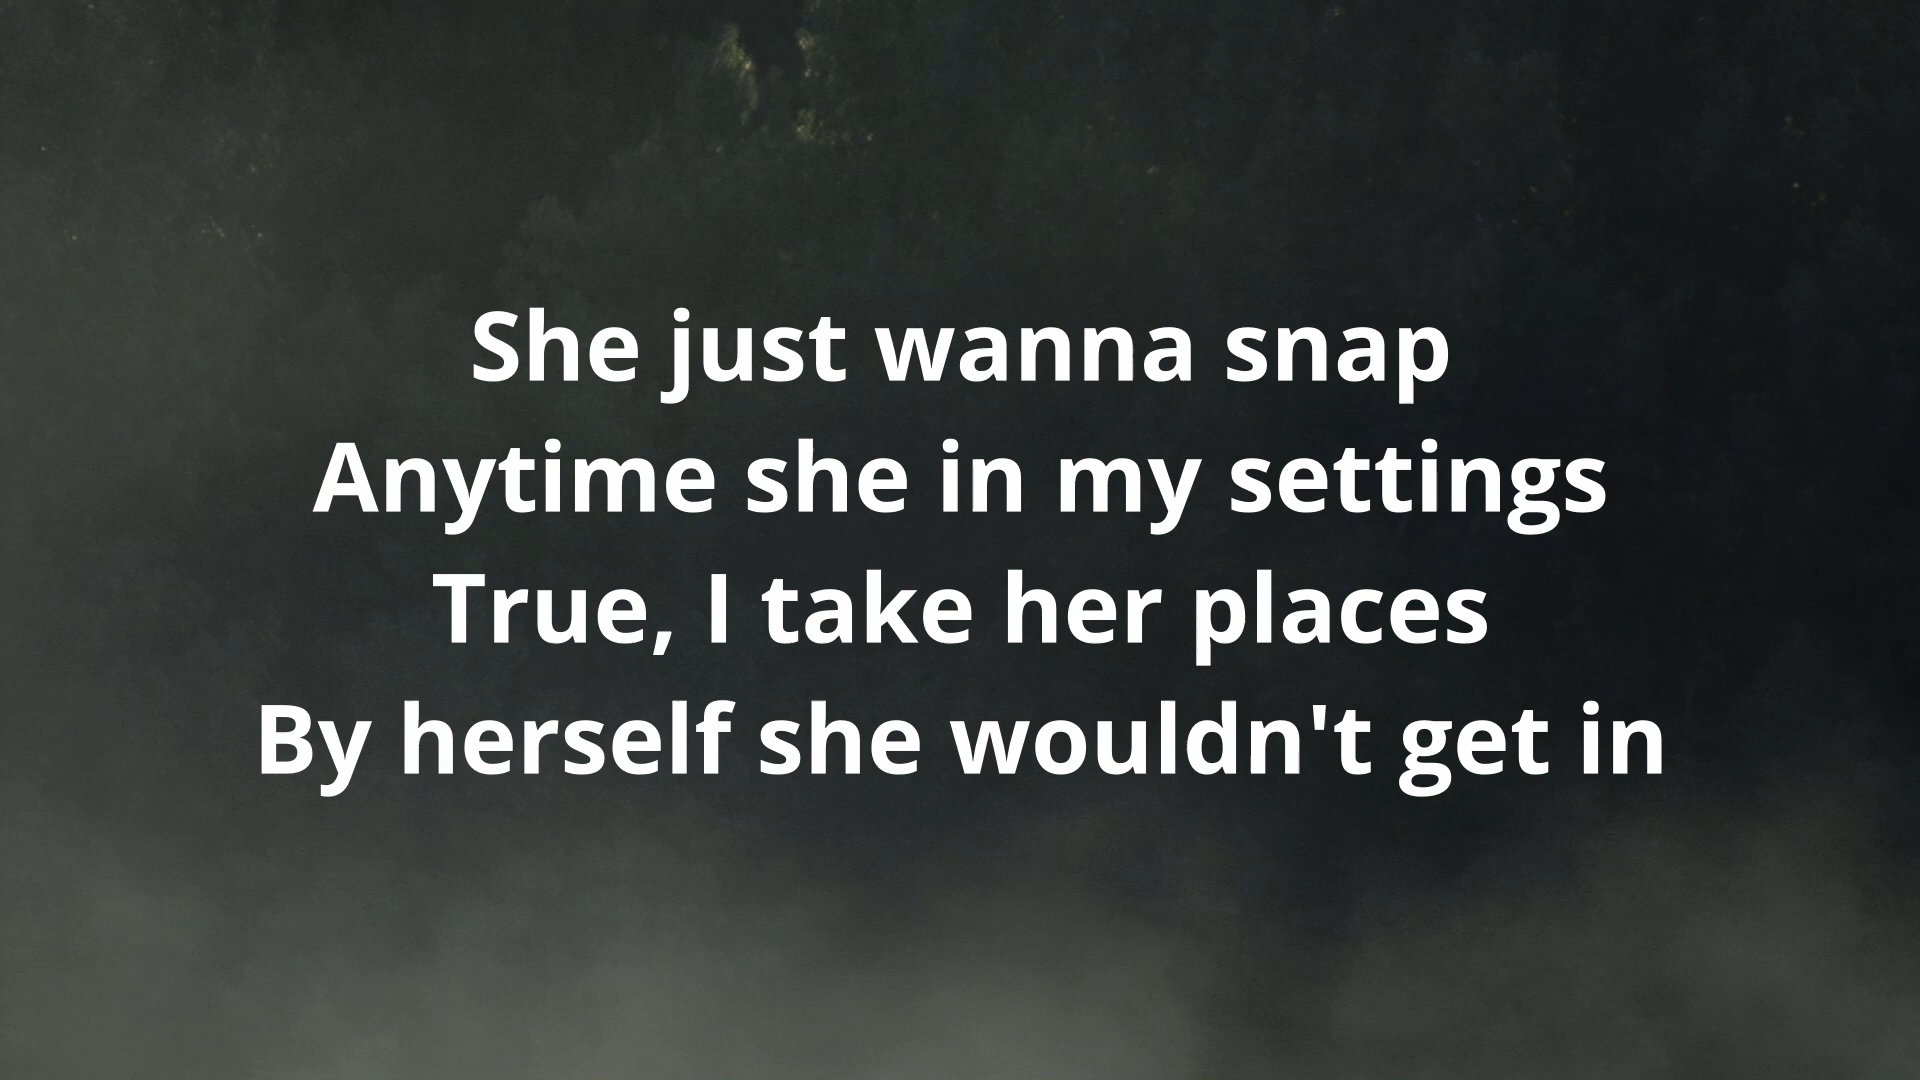 She just wanna snap
Anytime she in my settings
True, I take her places
By herself she wouldn't get in